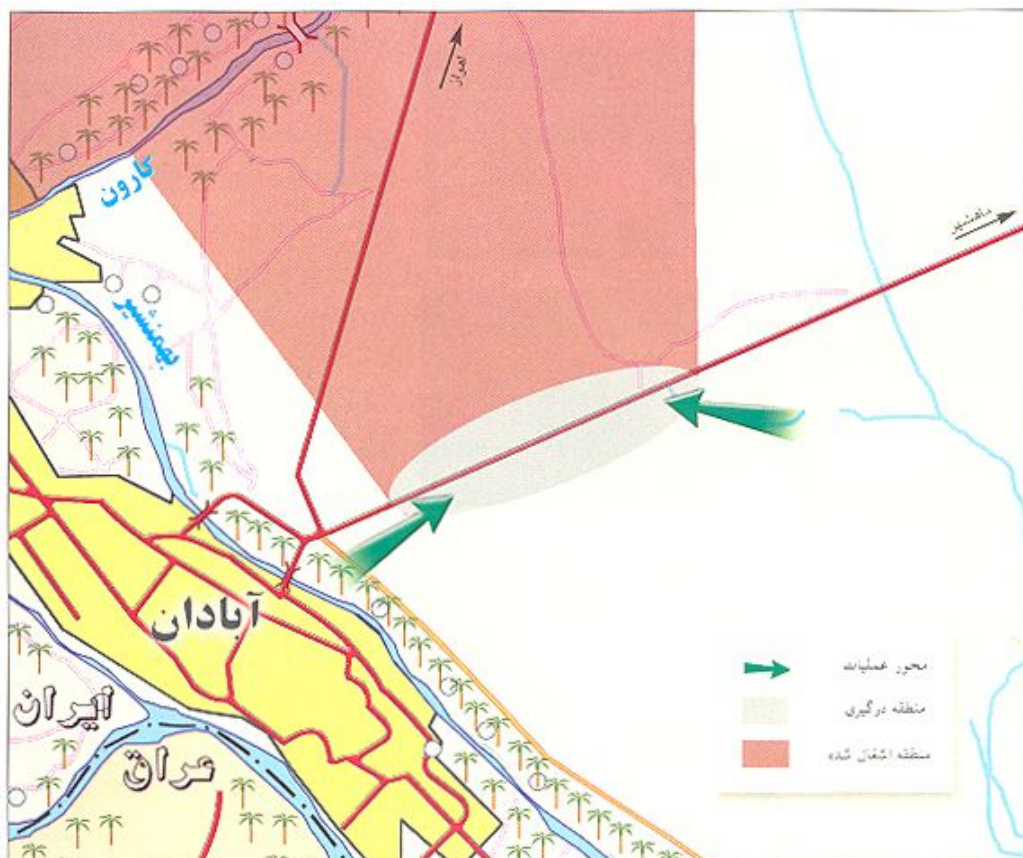 اهواز
کارون
ماهشهر
بهمنشیر
آبادان
ایران
عراق
محور عملیات
منطقه درگیری
منطقه اشغال شده